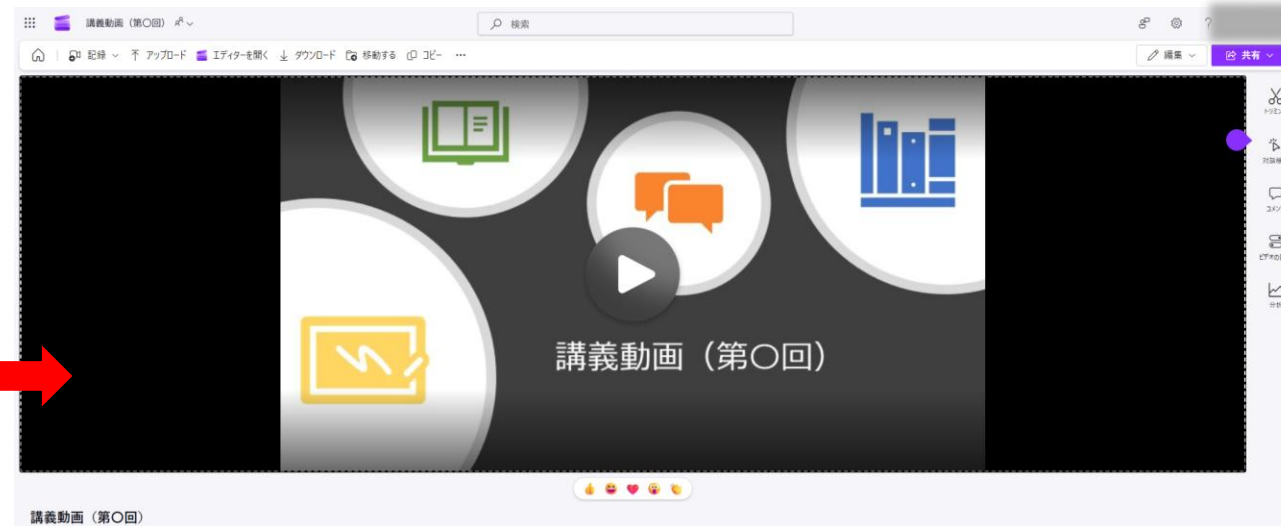 講義動画（第〇回）
検索
?
記録 アップロード エディターを開く ダウンロード 移動する コピー ...
編集 共有
講義動画（第〇回）
講義動画（第〇回）